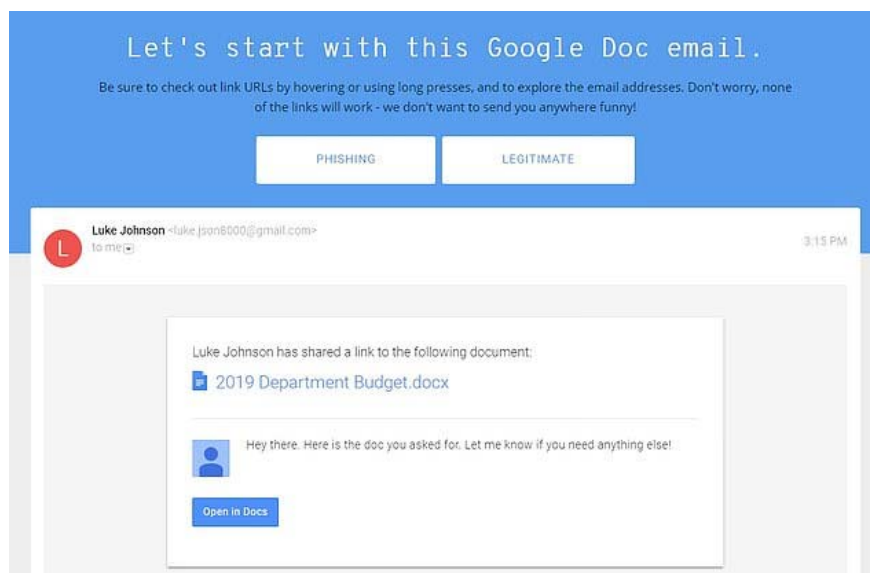 Let's start with this Google Doc email.
Be sure to check out link URLs by hovering or using long presses, and to explore the email addresses. Don't worry, none
of the links will work - we don't want to send you anywhere funny!
PHISHING
LEGITIMATE
L
Luke Johnson <luke.json8000@gmail.com>
to me
3:15 PM
Luke Johnson has shared a link to the following document:
2019 Department Budget.docx
Hey there. Here is the doc you asked for. Let me know if you need anything else!
Open in Docs